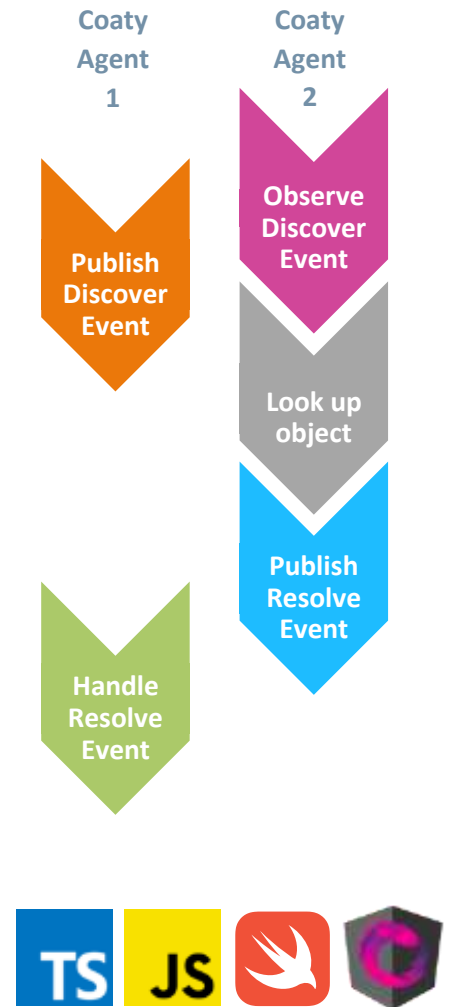 Coaty
Agent
1
Coaty
Agent
2
Observe
Discover
Event
Publish
Discover
Event
Look up
object
Publish
Resolve
Event
Handle
Resolve
Event
TS
JS